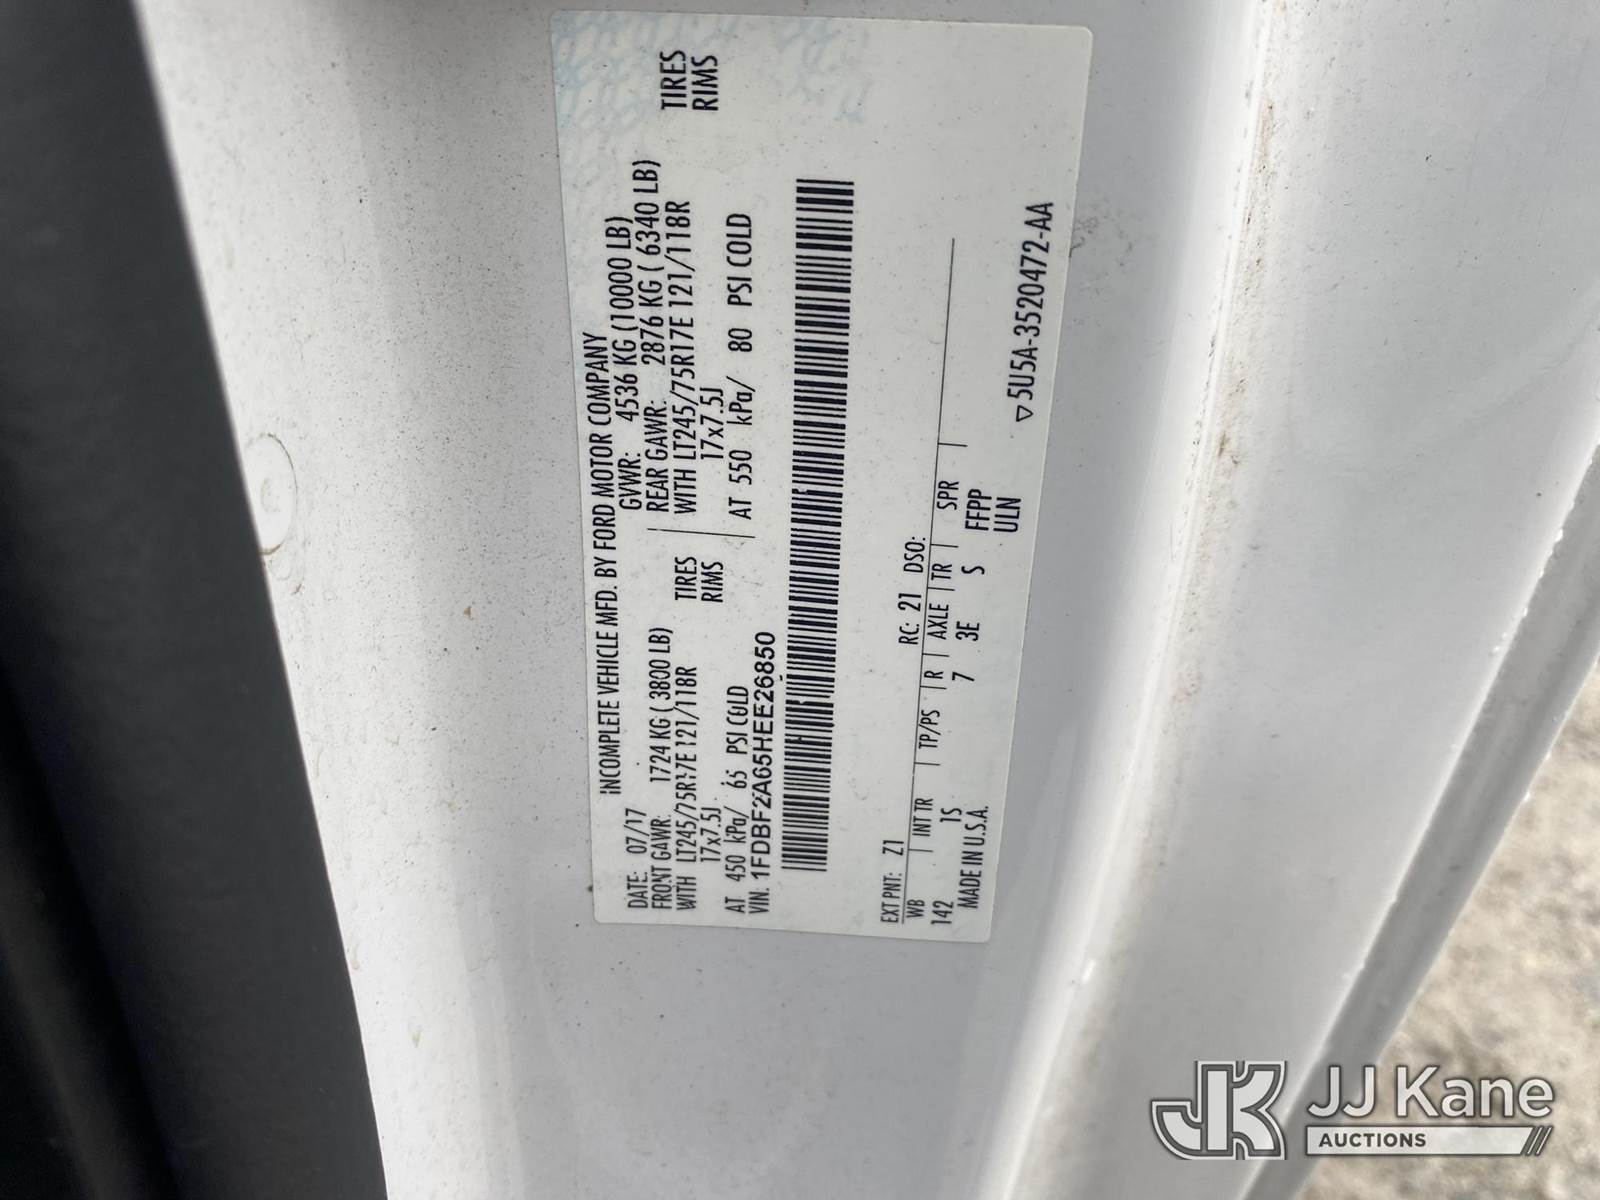 INCOMPLETE VEHICLE MFD. BY FORD MOTOR COMPANY
DATE: 07/17 GVWR: 4536 KG (10000 LB)
FRONT GAWR: 1724 KG ( 3800 LB) REAR GAWR: 2876 KG ( 6340 LB)
WITH LT245/75R17E 121/118R TIRES WITH LT245/75R17E 121/118R TIRES
17x7.5J RIMS 17x7.5J RIMS
AT 450 kPa/ 65 PSI COLD AT 550 kPa/ 80 PSI COLD
VIN: 1FDBF2A65HEE26850
EXT PNT: Z1 RC: 21 DSO:
WB INT TR TP/PS R AXLE TR SPR
142 1S 7 3E S FFPP
MADE IN U.S.A. ULN
▽5U5A-3520472-AA
JK JJ Kane
AUCTIONS